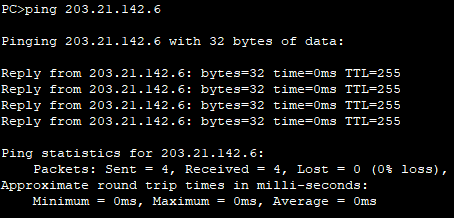 PC>ping 203.21.142.6
Pinging 203.21.142.6 with 32 bytes of data:
Reply from 203.21.142.6: bytes=32 time=0ms TTL=255
Reply from 203.21.142.6: bytes=32 time=0ms TTL=255
Reply from 203.21.142.6: bytes=32 time=0ms TTL=255
Reply from 203.21.142.6: bytes=32 time=0ms TTL=255
Ping statistics for 203.21.142.6:
Packets: Sent = 4, Received = 4, Lost = 0 (0% loss),
Approximate round trip times in milli-seconds:
Minimum = 0ms, Maximum = 0ms, Average = 0ms